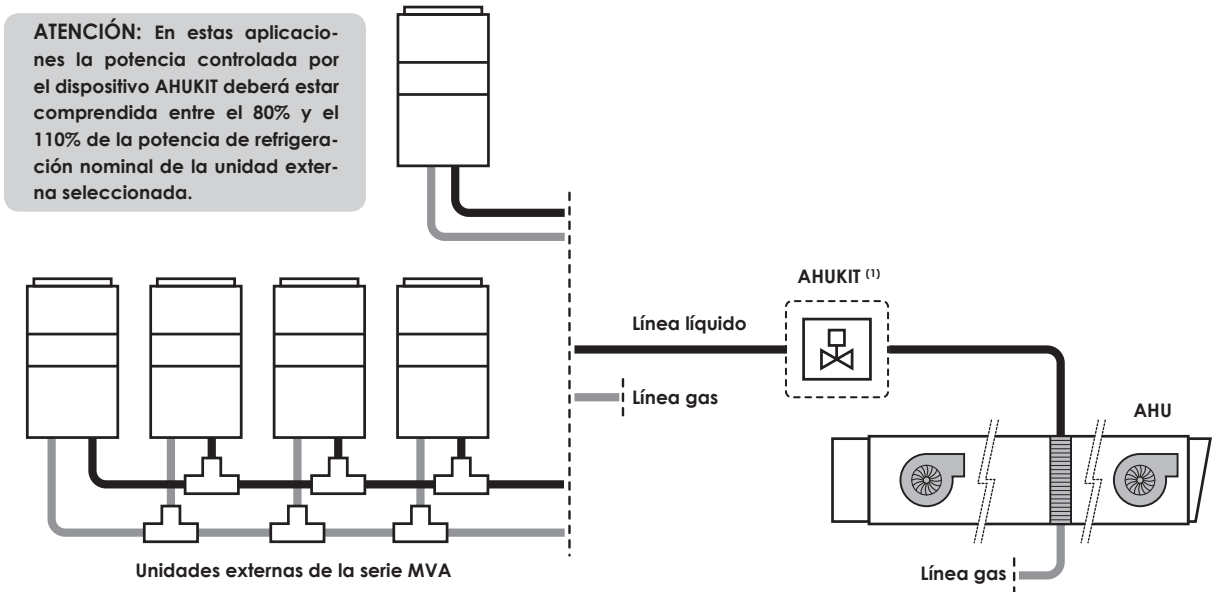 ATENCIÓN: En estas aplicacio-
nes la potencia controlada por
el dispositivo AHUKIT deberá estar
comprendida entre el 80% y el
110% de la potencia de refrigera-
ción nominal de la unidad exter-
na seleccionada.
AHUKIT (1)
Línea líquido
Línea gas
AHU
Unidades externas de la serie MVA
Línea gas